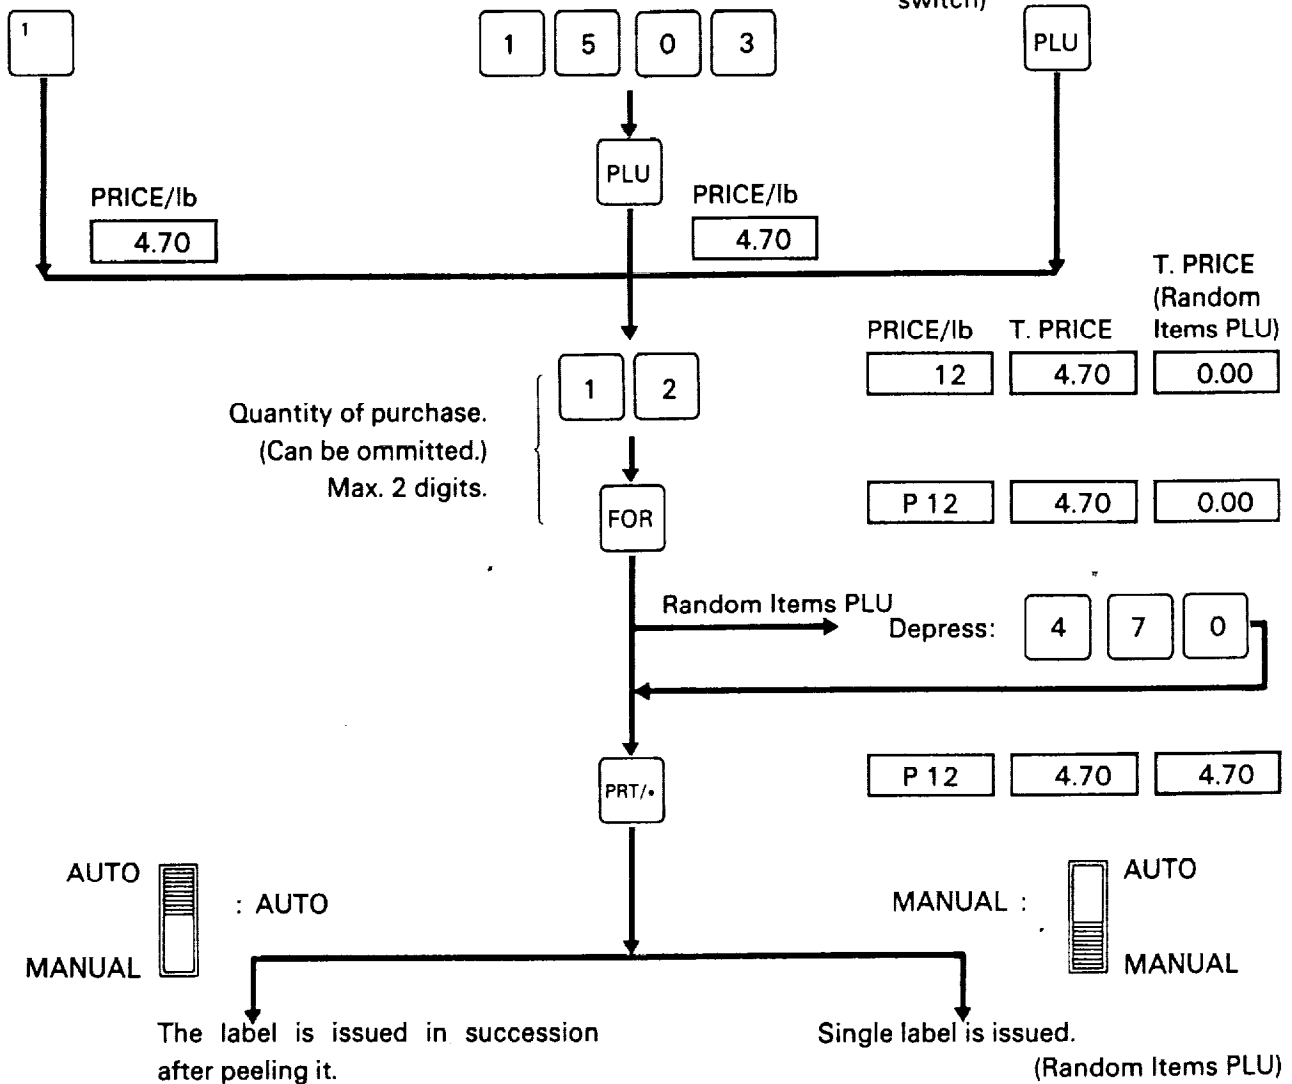 switch)
1
1 5 0 3
PLU
PLU
PRICE/lb
4.70
PRICE/lb
4.70
T. PRICE
(Random
Items PLU)
PRICE/lb T. PRICE
12 4.70 0.00
1 2
Quantity of purchase.
(Can be ommitted.)
Max. 2 digits.
FOR
P 12 4.70 0.00
Random Items PLU
Depress: 4 7 0
PRT/•
P 12 4.70 4.70
AUTO
: AUTO
MANUAL
MANUAL :
AUTO
MANUAL
The label is issued in succession
after peeling it.
Single label is issued.
(Random Items PLU)